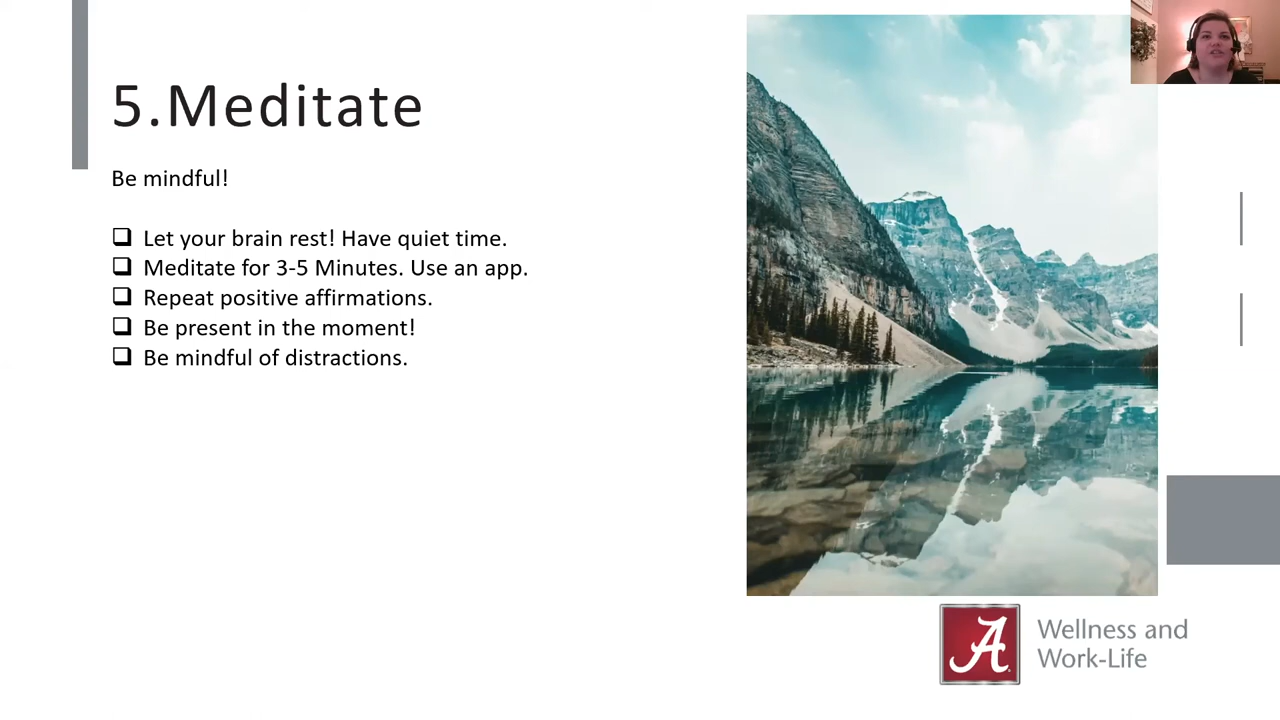 5.Meditate
Be mindful!
Let your brain rest! Have quiet time.
Meditate for 3-5 Minutes. Use an app.
Repeat positive affirmations.
Be present in the moment!
Be mindful of distractions.
A
Wellness and
Work-Life